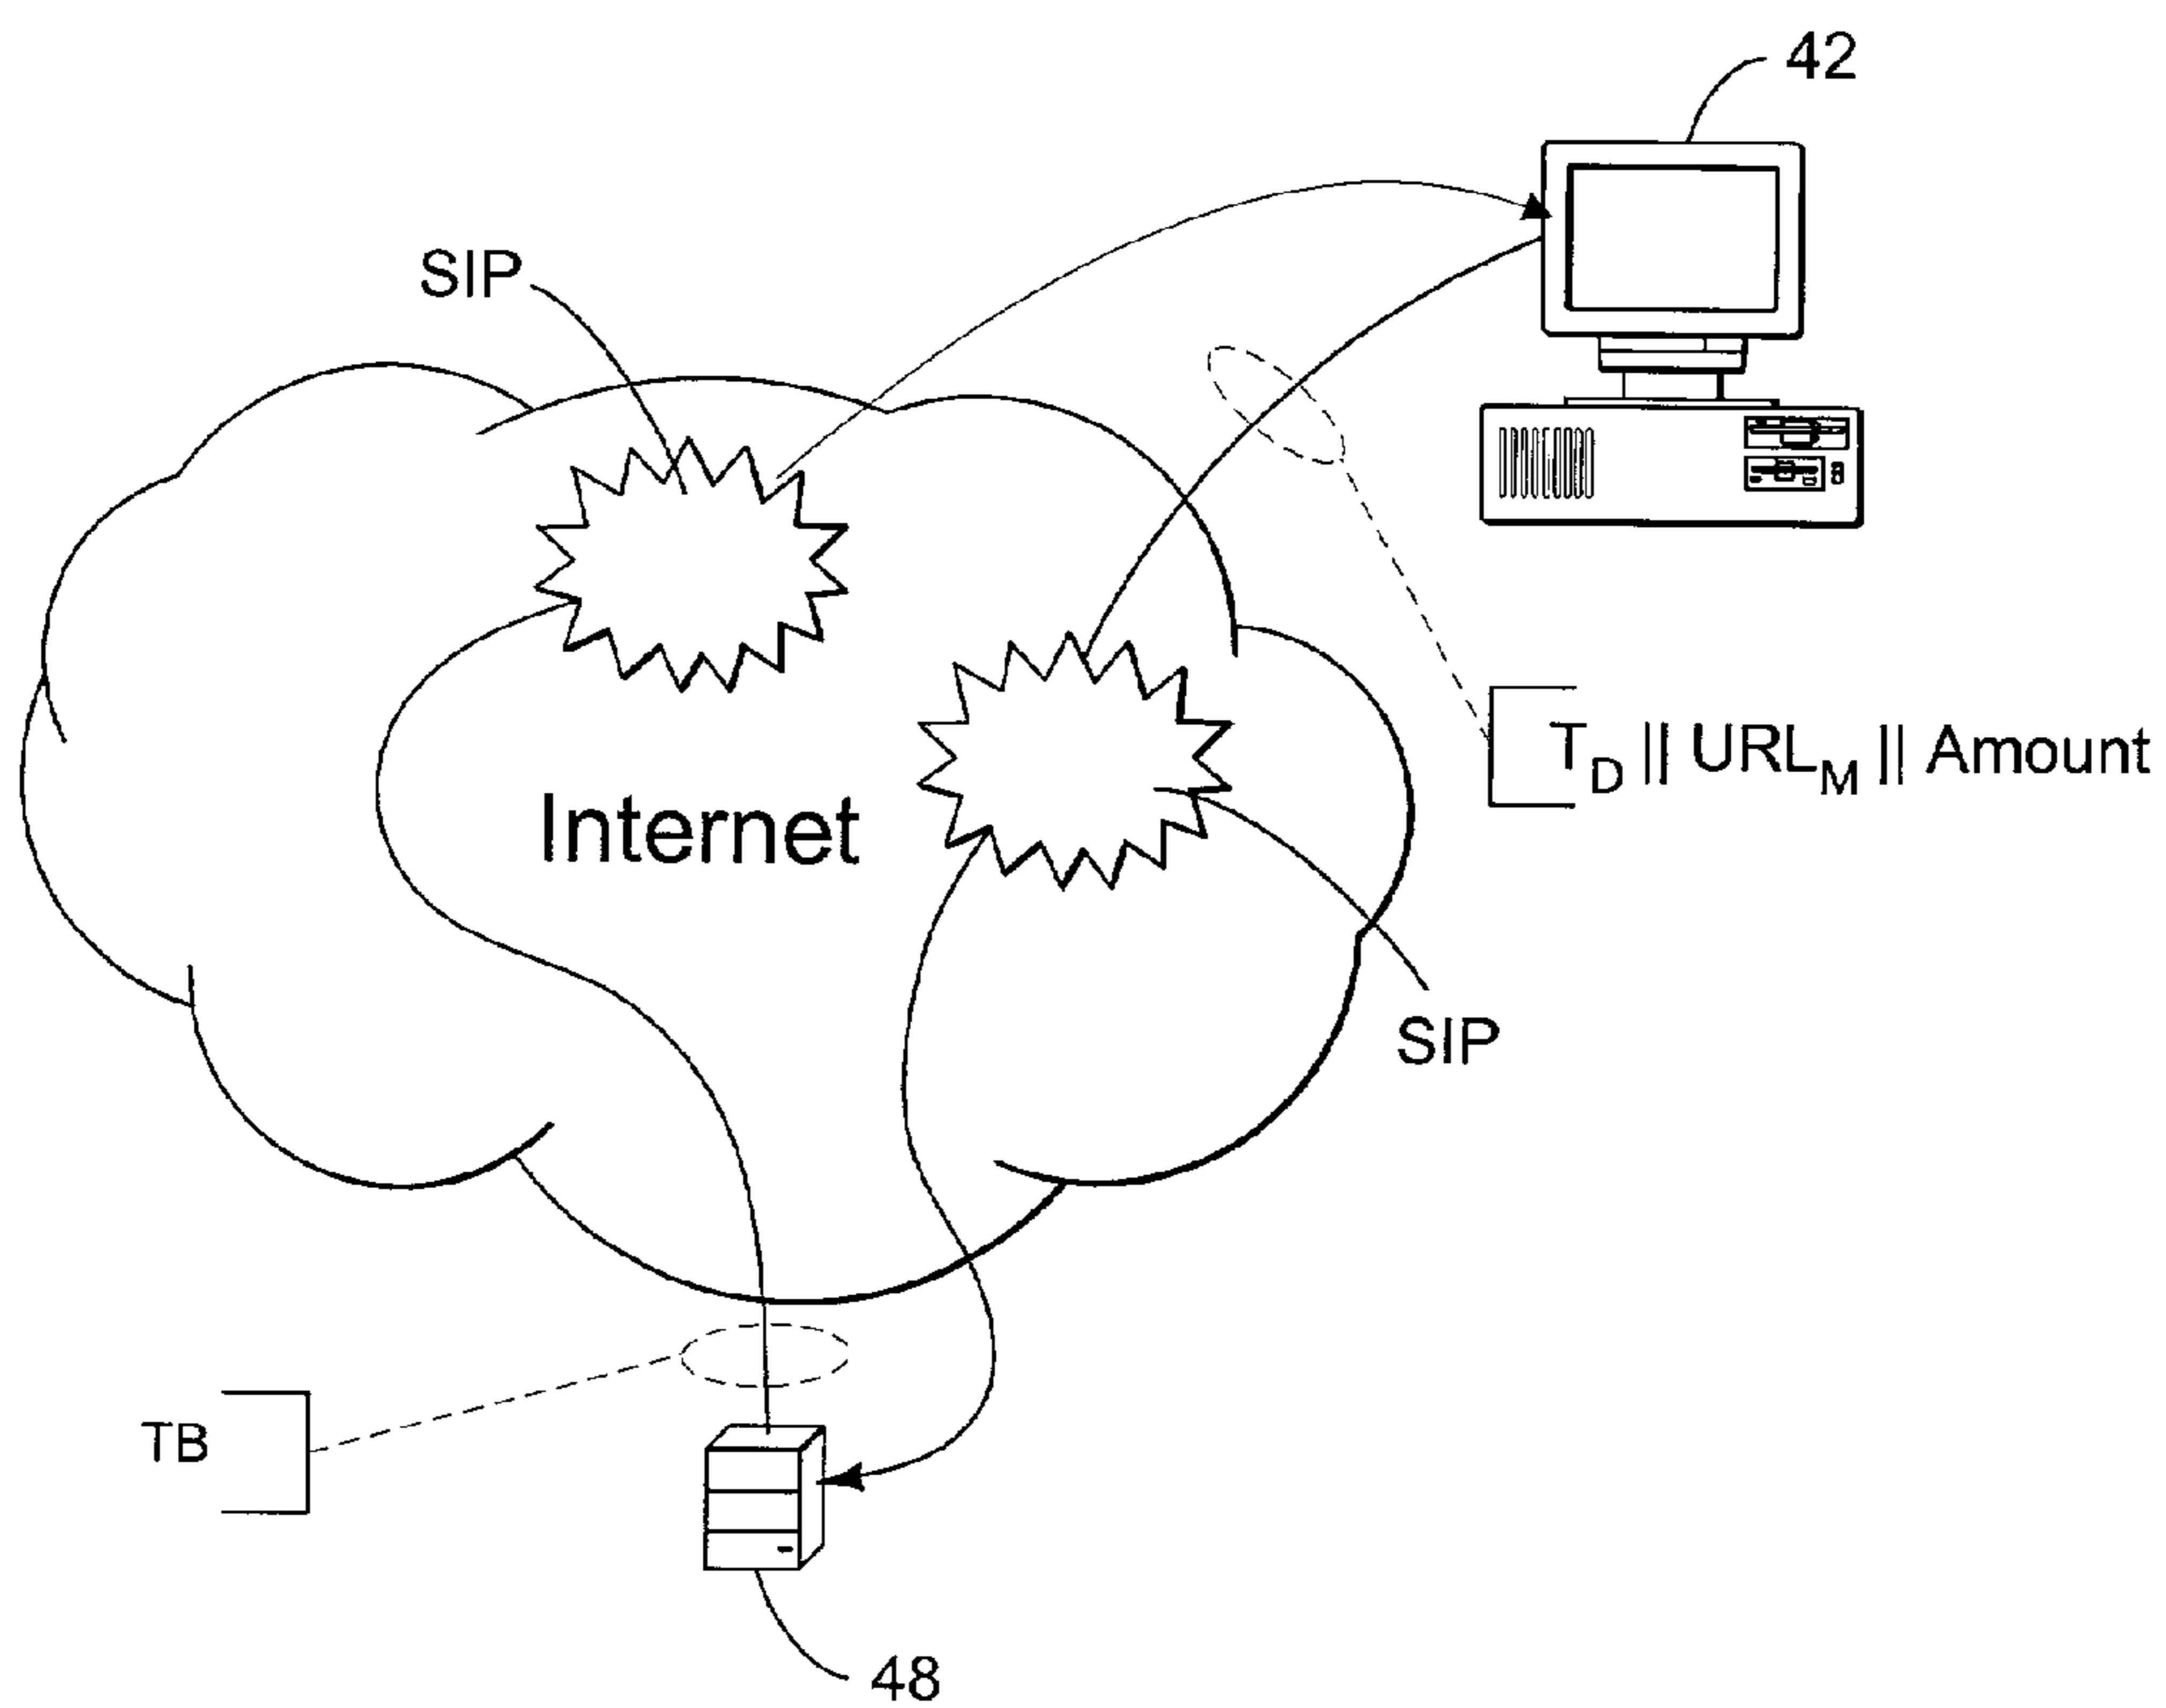 42
SIP
T_D || URL_M || Amount
Internet
SIP
TB
48